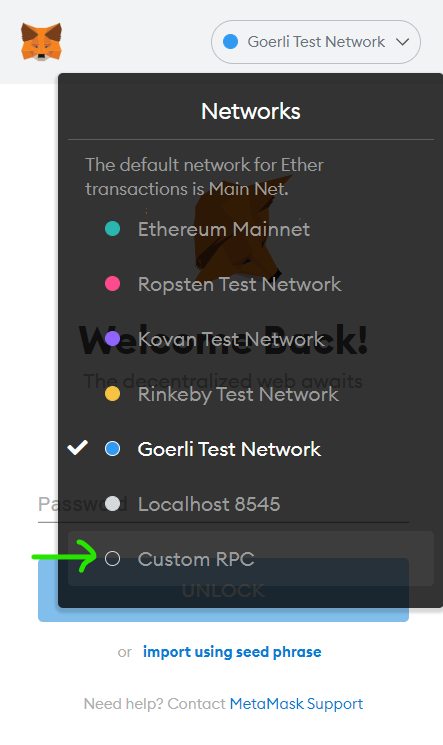 Goerli Test Network
Networks
The default network for Ether
transactions is Main Net.
Ethereum Mainnet
Ropsten Test Network
Welcome Back!
Kovan Test Network
The decentralized web awaits
Rinkeby Test Network
Goerli Test Network
Password
Localhost 8545
Custom RPC
UNLOCK
or import using seed phrase
Need help? Contact MetaMask Support